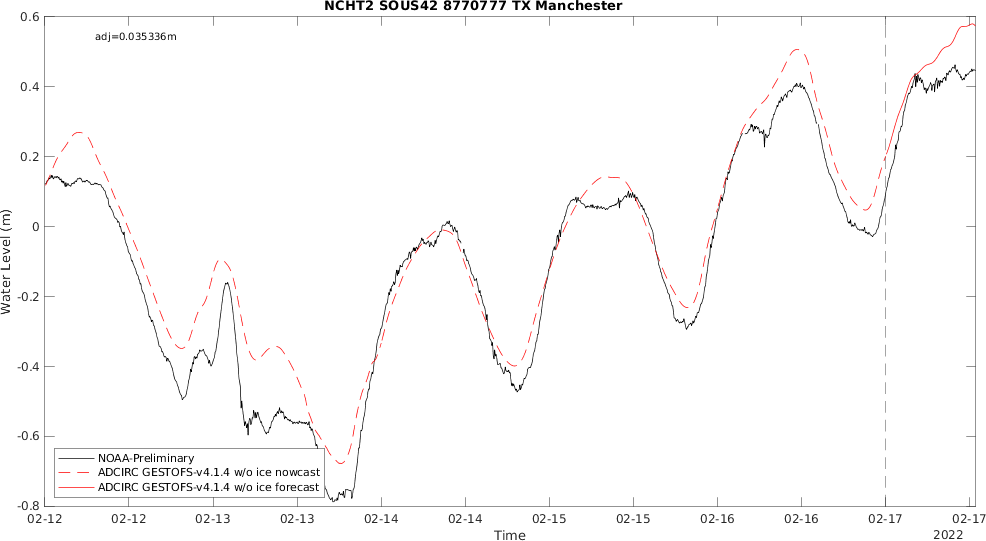 NCHT2 SOUS42 8770777 TX Manchester
adj=0.035336m
0.6
0.4
0.2
0
-0.2
-0.4
-0.6
-0.8
Water Level (m)
NOAA-Preliminary
ADCIRC GESTOFS-v4.1.4 w/o ice nowcast
ADCIRC GESTOFS-v4.1.4 w/o ice forecast
02-12 02-12 02-13 02-13 02-14 02-14 02-15 02-15 02-16 02-16 02-17 02-17
Time
2022